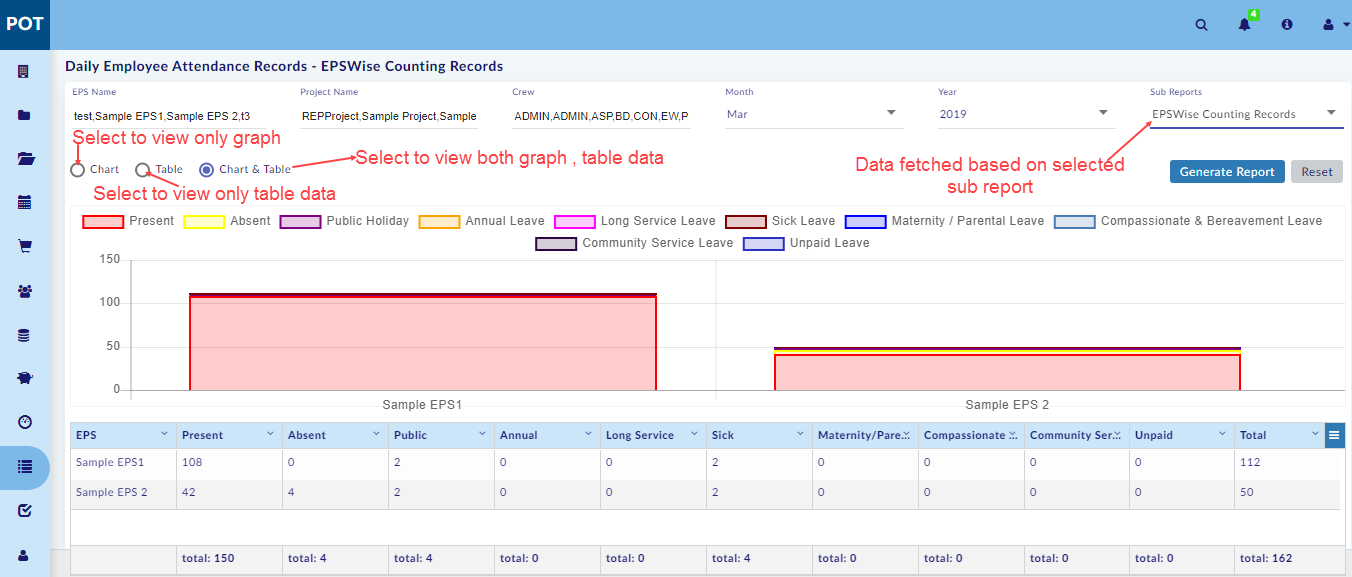 POT
4
Daily Employee Attendance Records - EPSWise Counting Records
EPS Name Project Name Crew Month Year Sub Reports
test,Sample EPS1,Sample EPS 2,t3 REPProject,Sample Project,Sample ADMIN,ADMIN,ASP,BD,CON,EW,P Mar 2019 EPSWise Counting Records
Select to view only graph
Chart Table Chart & Table
Select to view both graph , table data
Select to view only table data
Data fetched based on selected
sub report
Generate Report Reset
Present Absent Public Holiday Annual Leave Long Service Leave Sick Leave Maternity / Parental Leave Compassionate & Bereavement Leave
Community Service Leave Unpaid Leave
150
100
50
0
Sample EPS1 Sample EPS 2
EPS Present Absent Public Annual Long Service Sick Maternity/Pare... Compassionate ... Community Ser... Unpaid Total
Sample EPS1 108 0 2 0 0 2 0 0 0 0 112
Sample EPS 2 42 4 2 0 0 2 0 0 0 0 50
total: 150 total: 4 total: 4 total: 0 total: 0 total: 4 total: 0 total: 0 total: 0 total: 0 total: 162